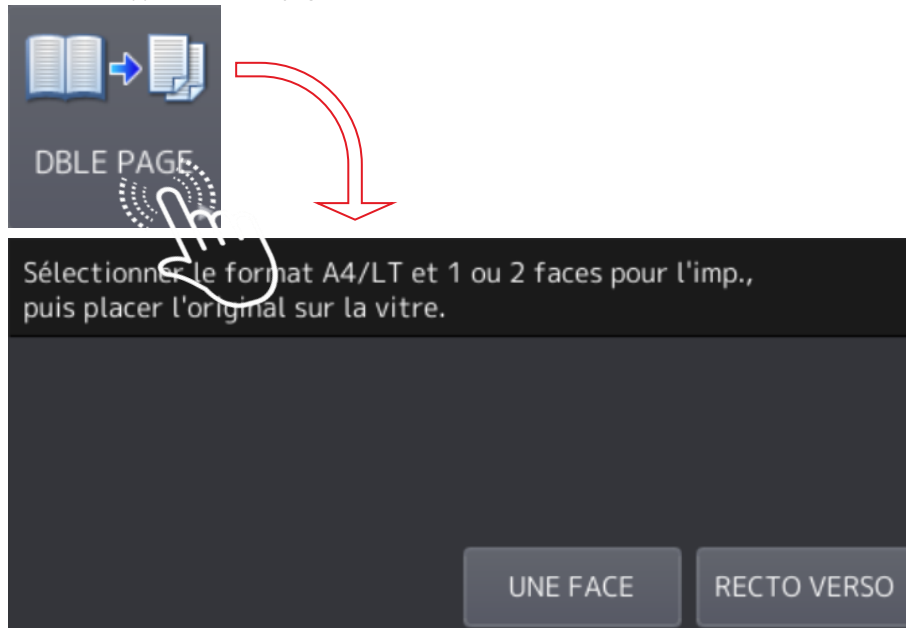 DBLE PAGE
Sélectionner le format A4/LT et 1 ou 2 faces pour l'imp.,
puis placer l'original sur la vitre.
UNE FACE
RECTO VERSO